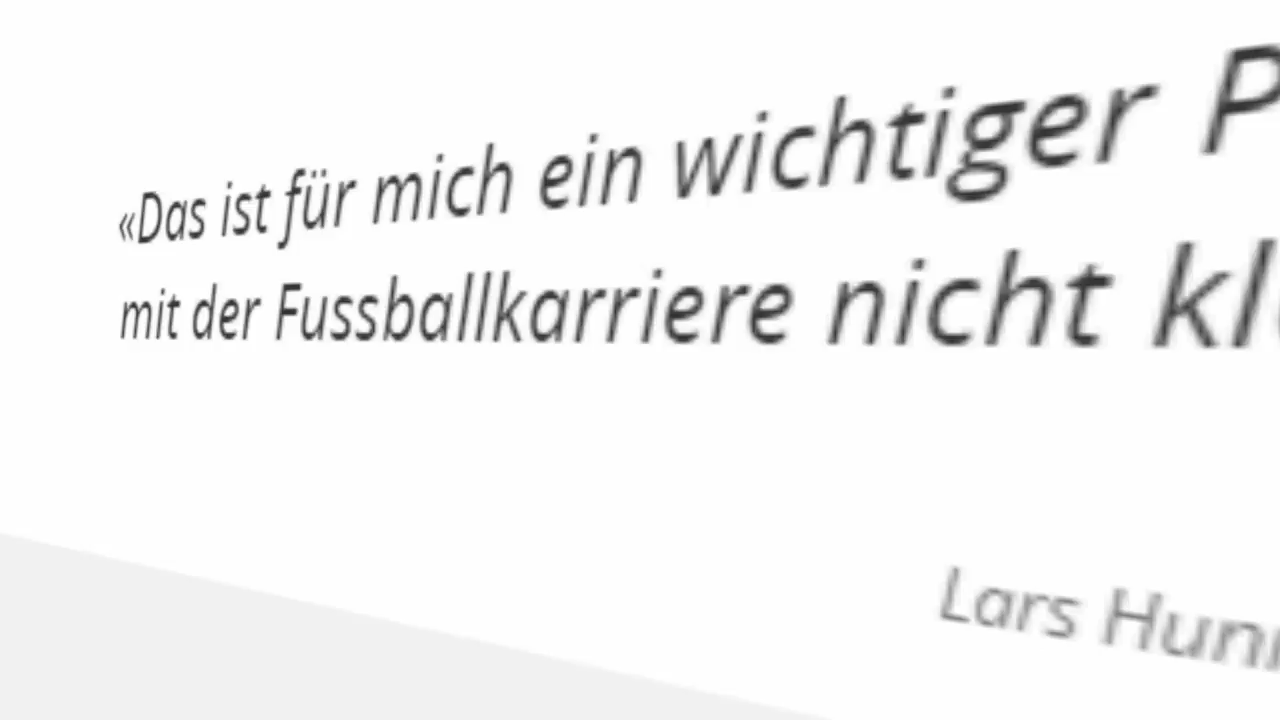 «Das ist für mich ein wichtiger
mit der Fussballkarriere nicht
Lars